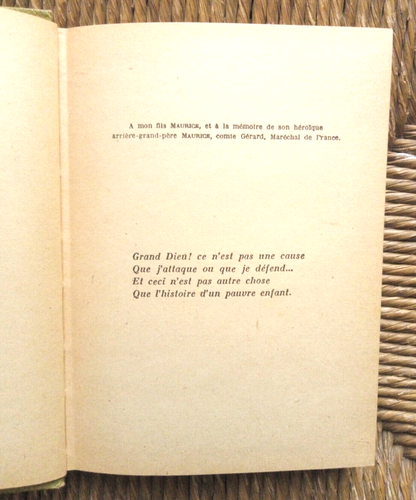 A mon fils MAURICE, et à la mémoire de son héroïque
arrière-grand-père MAURICE, comte Gérard, Maréchal de France.
Grand Dieu! ce n'est pas une cause
Que j'attaque ou que je défend...
Et ceci n'est pas autre chose
Que l'histoire d'un pauvre enfant.